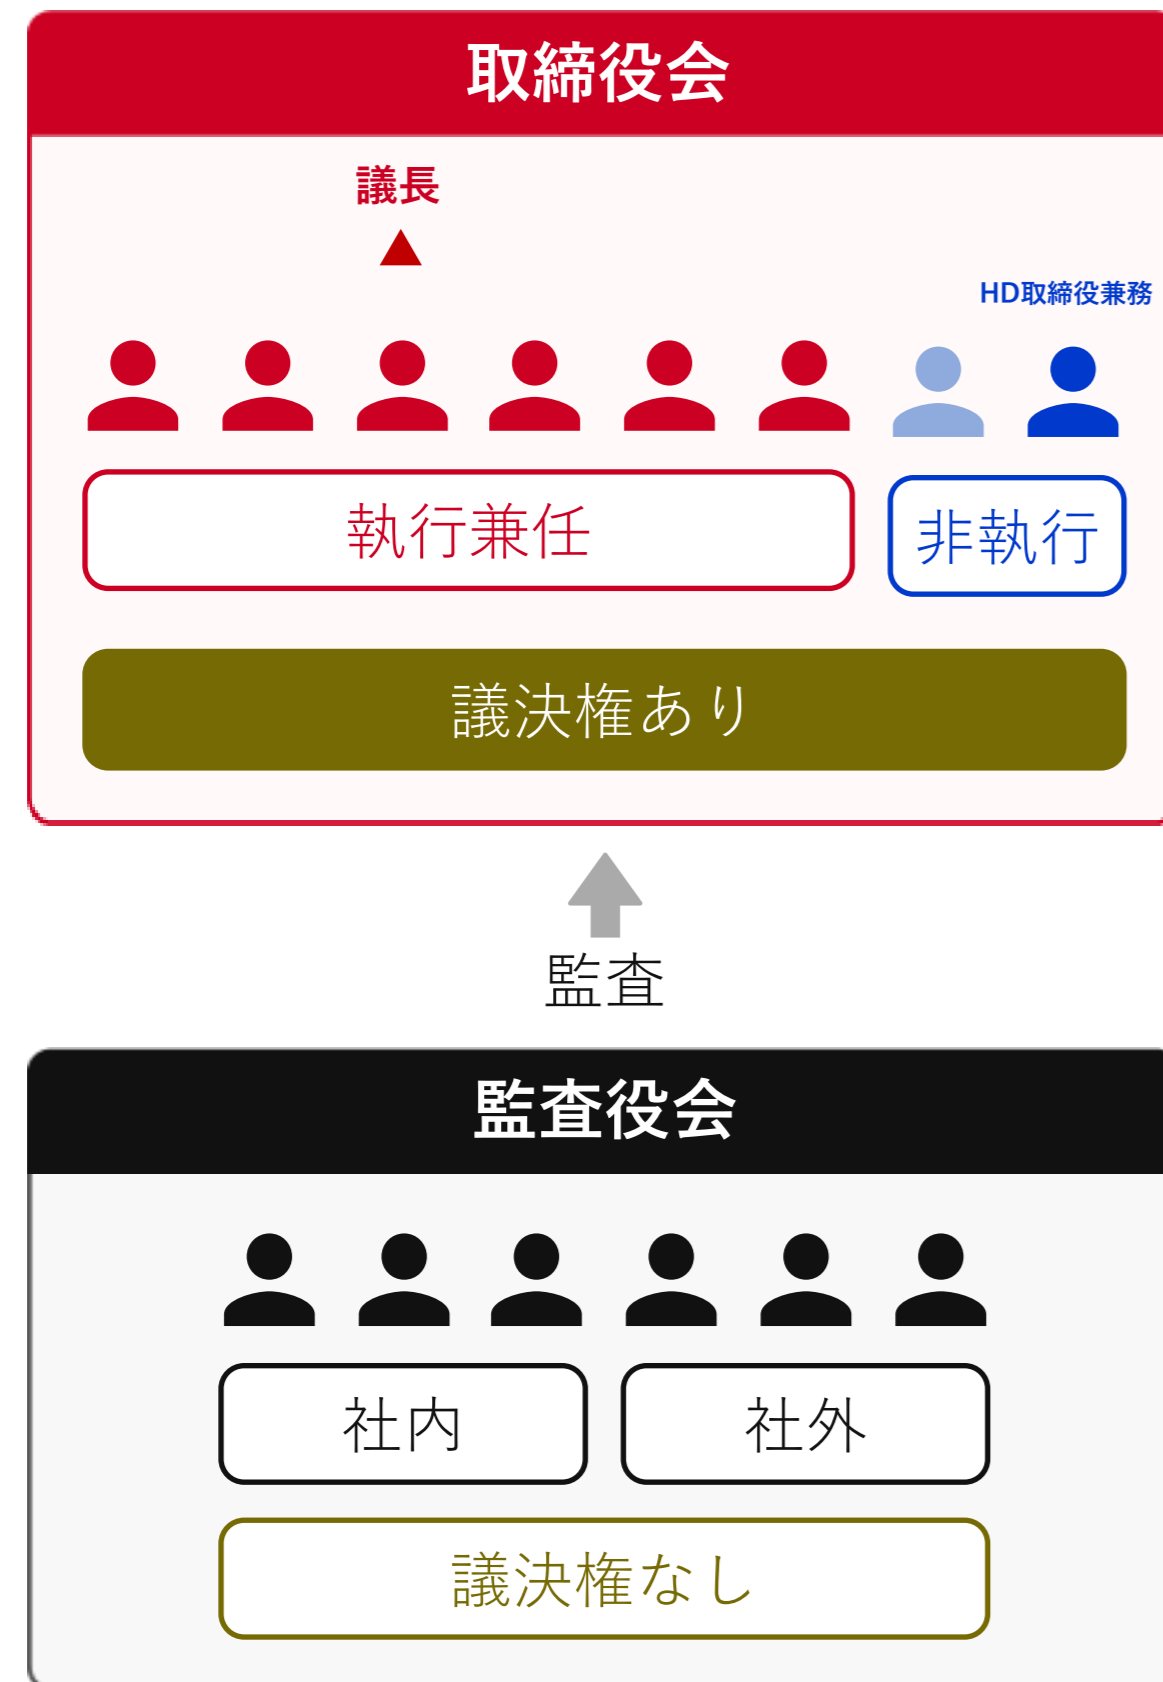 取締役会
議長
HD取締役兼務
執行兼任
非執行
議決権あり
監査
監査役会
社内
社外
議決権なし